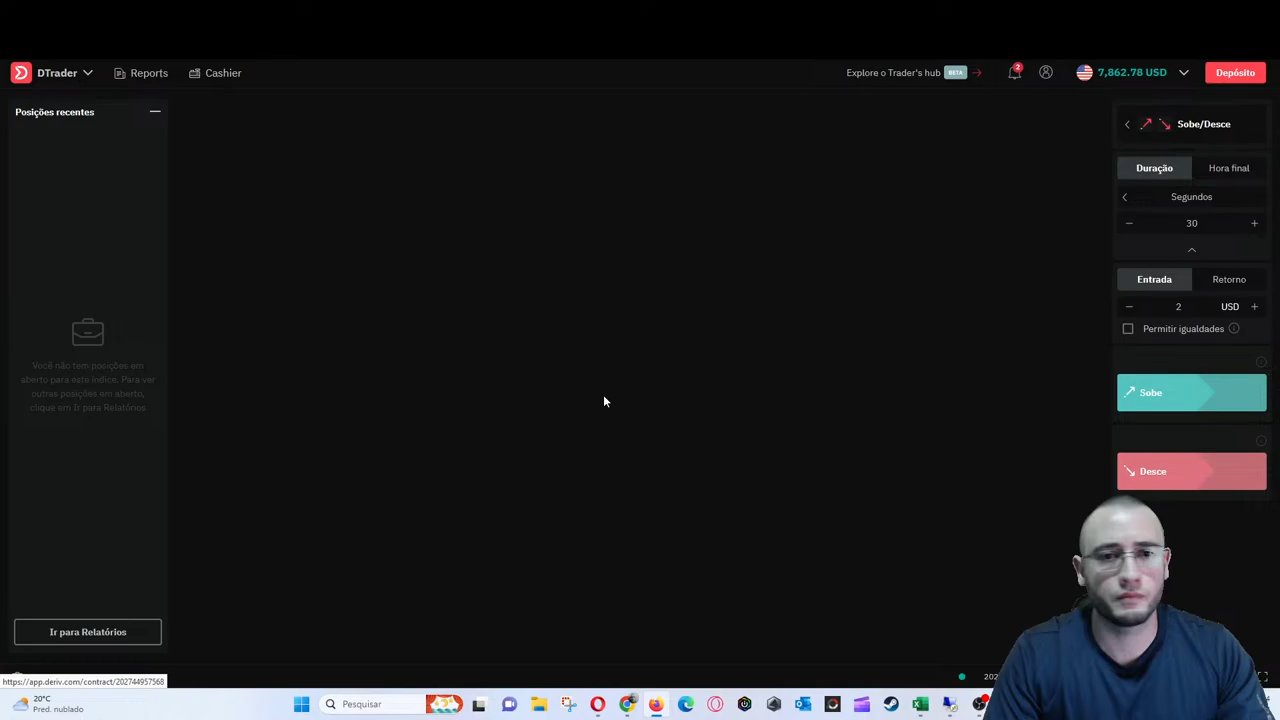 DTrader
Reports
Cashier
Explore o Trader's hub BETA
2
7,862.78 USD
Depósito
Posições recentes
Sobe/Desce
Duração
Hora final
Segundos
30
Entrada
Retorno
2
USD
Permitir igualdades
Você não tem posições em
aberto para este índice. Para ver
outras posições em aberto,
clique em Ir para Relatórios
Sobe
Desce
Ir para Relatórios
https://app.deriv.com/contract/202744957568
20°C
Pred. nublado
Pesquisar